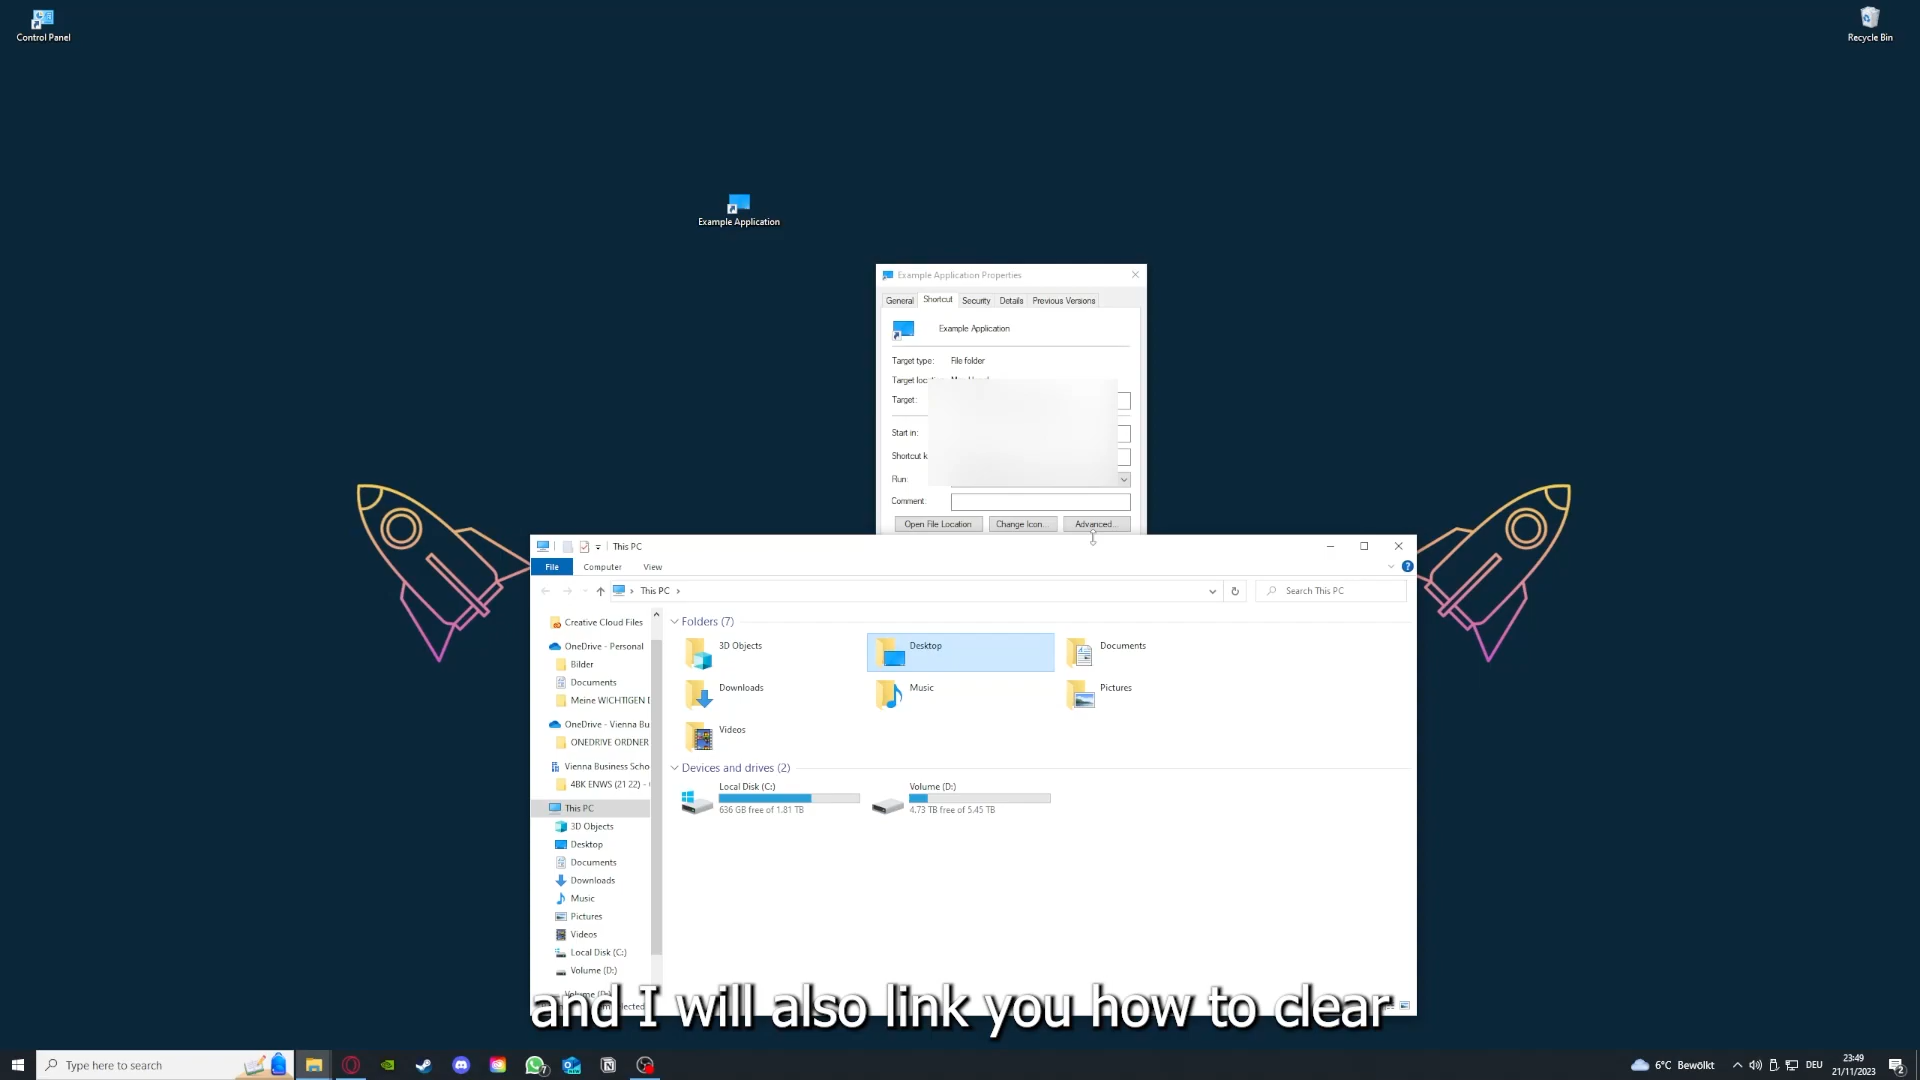 Control Panel
Recycle Bin
Example Application
Example Application Properties
General Shortcut Security Details Previous Versions
Example Application
Target type: File folder
Target
Target:
Start in:
Shortcut
Run:
Comment:
Open File Location Change Icon... Advanced...
This PC
File Computer View
This PC
Search This PC
Creative Cloud Files
OneDrive - Personal
Bilder
Documents
Meine WICHTIGEN
OneDrive - Vienna Bu
ONEDRIVE ORDNER
Vienna Business Scho
4BK ENWS (21 22) -
This PC
3D Objects
Desktop
Documents
Downloads
Music
Pictures
Videos
Local Disk (C:)
Volume (D:)
Folders (7)
3D Objects
Desktop
Documents
Downloads
Music
Pictures
Videos
Devices and drives (2)
Local Disk (C:)
636 GB free of 1.81 TB
Volume (D:)
4.73 TB free of 5.45 TB
and I will also link you how to clear
Type here to search
7
6°C Bewölkt
DEU
23:49
21/11/2023
2